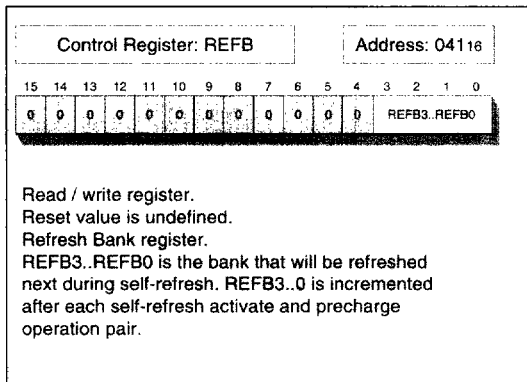 Control Register: REFB
Address: 04116
15 14 13 12 11 10 9 8 7 6 5 4 3 2 1 0
0 0 0 0 0 0 0 0 0 0 0 0 REFB3..REFB0
Read / write register.
Reset value is undefined.
Refresh Bank register.
REFB3..REFB0 is the bank that will be refreshed
next during self-refresh. REFB3..0 is incremented
after each self-refresh activate and precharge
operation pair.